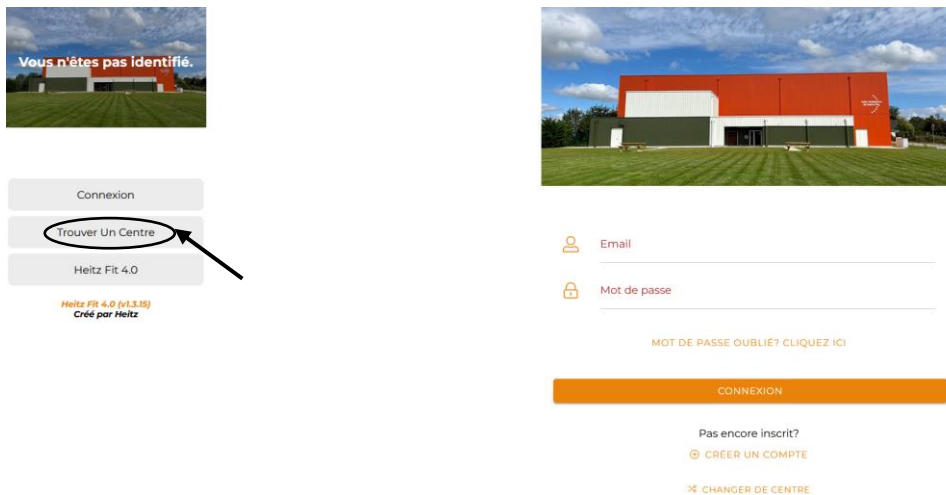 Vous n'êtes pas identifié.
Connexion
Trouver Un Centre
Heitz Fit 4.0
Heitz Fit 4.0 (v1.3.15)
Créé par Heitz
Email
Mot de passe
MOT DE PASSE OUBLIÉ? CLIQUEZ ICI
CONNEXION
Pas encore inscrit?
CRÉER UN COMPTE
CHANGER DE CENTRE